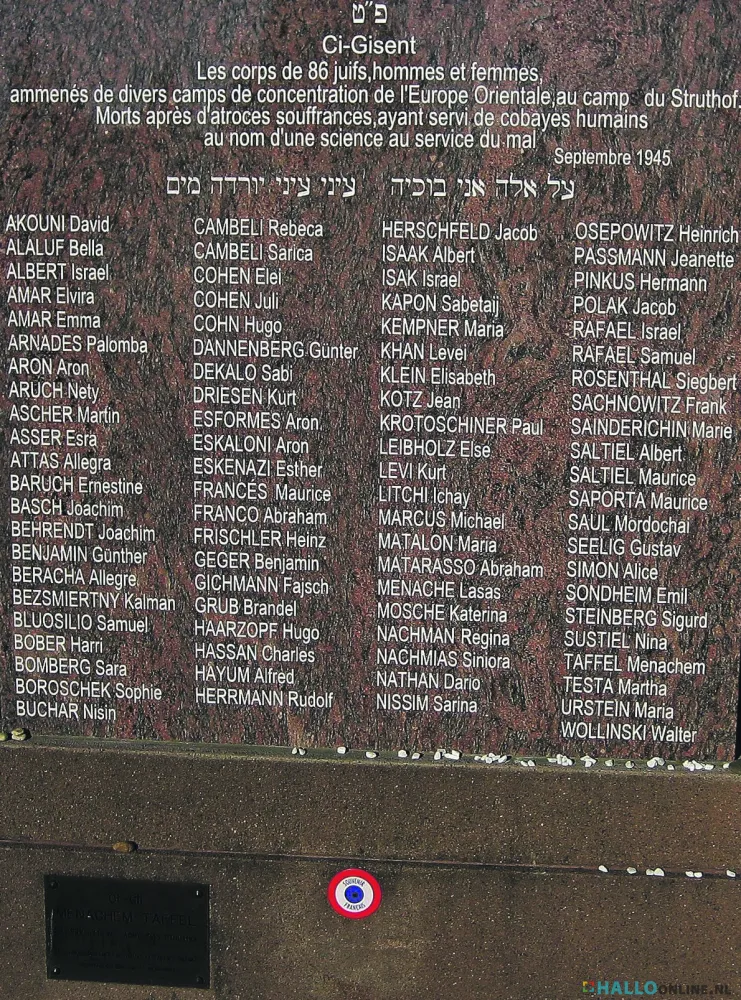 פ״ט
Ci-Gisent
Les corps de 86 juifs,hommes et femmes,
ammenés de divers camps de concentration de l'Europe Orientale,au camp du Struthof.
Morts après d'atroces souffrances,ayant servi de cobayes humains
au nom d'une science au service du mal
Septembre 1945
על אלה אני בוכיה עיני עיני יורדה מים
AKOUNI David
ALALUF Bella
ALBERT Israel
AMAR Elvira
AMAR Emma
ARNADES Palomba
ARON Aron
ARUCH Nety
ASCHER Martin
ASSER Esra
ATTAS Allegra
BARUCH Ernestine
BASCH Joachim
BEHRENDT Joachim
BENJAMIN Günther
BERACHA Allegre
BEZSMIERTNY Kalman
BLUOSILIO Samuel
BOBER Harri
BOMBERG Sara
BOROSCHEK Sophie
BUCHAR Nisin
CAMBELI Rebeca
CAMBELI Sarica
COHEN Elei
COHEN Juli
COHN Hugo
DANNENBERG Günter
DEKALO Sabi
DRIESEN Kurt
ESFORMES Aron
ESKALONI Aron
ESKENAZI Esther
FRANCÉS Maurice
FRANCO Abraham
FRISCHLER Heinz
GEGER Benjamin
GICHMANN Fajsch
GRUB Brandel
HAARZOPF Hugo
HASSAN Charles
HAYUM Alfred
HERRMANN Rudolf
HERSCHFELD Jacob
ISAAK Albert
ISAK Israel
KAPON Sabetaij
KEMPNER Maria
KHAN Levei
KLEIN Elisabeth
KOTZ Jean
KROTOSCHINER Paul
LEIBHOLZ Else
LEVI Kurt
LITCHI Ichay
MARCUS Michael
MATALON Maria
MATARASSO Abraham
MENACHE Lasas
MOSCHE Katerina
NACHMAN Regina
NACHMIAS Siniora
NATHAN Dario
NISSIM Sarina
OSEPOWITZ Heinrich
PASSMANN Jeanette
PINKUS Hermann
POLAK Jacob
RAFAEL Israel
RAFAEL Samuel
ROSENTHAL Siegbert
SACHNOWITZ Frank
SAINDERICHIN Marie
SALTIEL Albert
SALTIEL Maurice
SAPORTA Maurice
SAUL Mordochai
SEELIG Gustav
SIMON Alice
SONDHEIM Emil
STEINBERG Sigurd
SUSTIEL Nina
TAFFEL Menachem
TESTA Martha
URSTEIN Maria
WOLLINSKI Walter
MENACHEM TAFFEL
SOUVENIR
FRANÇAIS
HALLOONLINE.NL